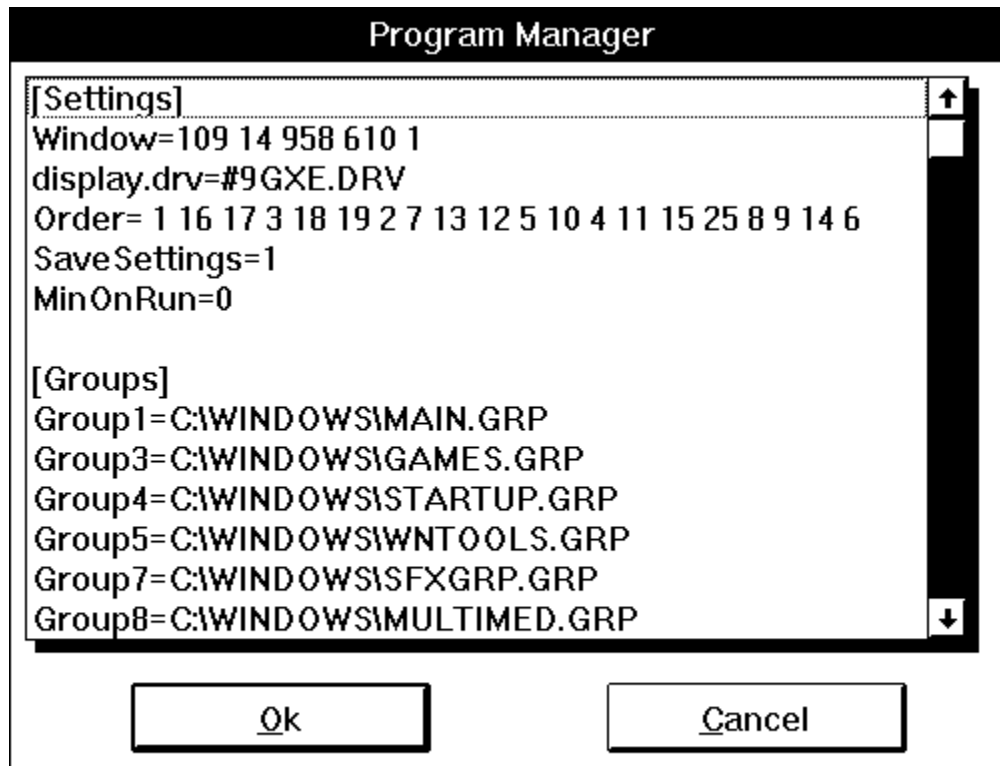 Program Manager
[Settings]
Window=109 14 958 610 1
display.drv=#9GXE.DRV
Order= 1 16 17 3 18 19 2 7 13 12 5 10 4 11 15 25 8 9 14 6
SaveSettings=1
MinOnRun=0
[Groups]
Group1=C:\WINDOWS\MAIN.GRP
Group3=C:\WINDOWS\GAMES.GRP
Group4=C:\WINDOWS\STARTUP.GRP
Group5=C:\WINDOWS\WNTOOLS.GRP
Group7=C:\WINDOWS\SFXGRP.GRP
Group8=C:\WINDOWS\MULTIMED.GRP
Ok Cancel